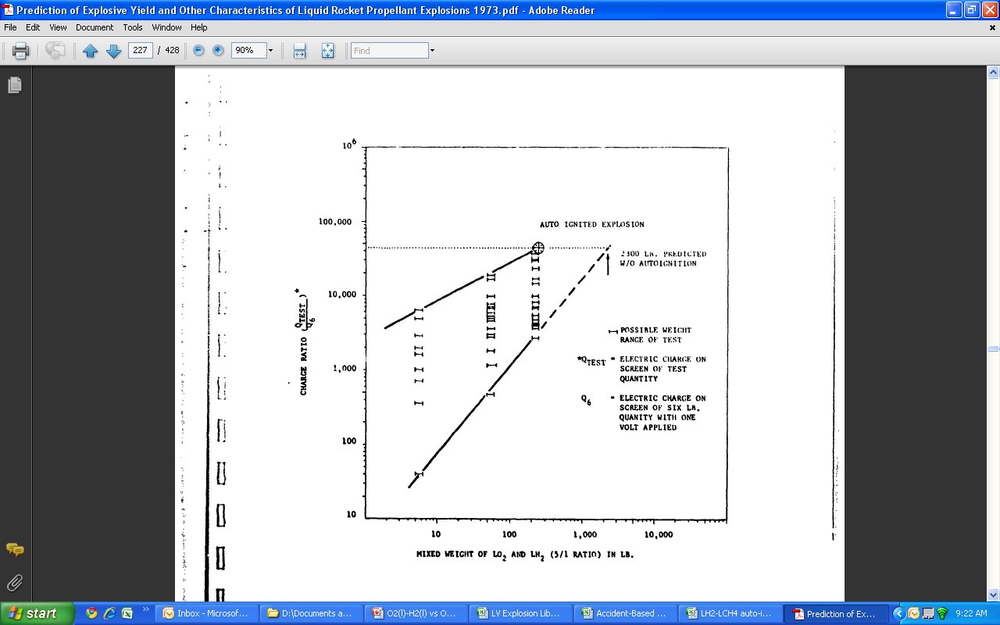 Prediction of Explosive Yield and Other Characteristics of Liquid Rocket Propellant Explosions 1973.pdf - Adobe Reader
File Edit View Document Tools Window Help
227 / 428 90% Find
10⁶
100,000
10,000
1,000
100
10
CHARGE RATIO (QTEST/Q6)*
AUTO IGNITED EXPLOSION
2300 LB. PREDICTED
W/O AUTOIGNITION
POSSIBLE WEIGHT
RANGE OF TEST
*QTEST = ELECTRIC CHARGE ON
SCREEN OF TEST
QUANTITY
Q6 = ELECTRIC CHARGE ON
SCREEN OF SIX LB.
QUANTITY WITH ONE
VOLT APPLIED
10 100 1,000 10,000
MIXED WEIGHT OF LO2 AND LH2 (5/1 RATIO) IN LB.
start Inbox - Microsof... D:\Documents a... O2(l)-H2(l) vs O... LV Explosion Lib... Accident-Based ... LH2-LCH4 auto-i... Prediction of Ex... 9:22 AM